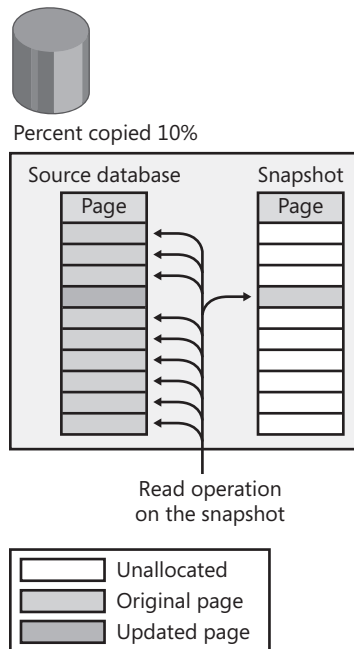 Percent copied 10%
Source database
Snapshot
Page
Page
Read operation
on the snapshot
Unallocated
Original page
Updated page